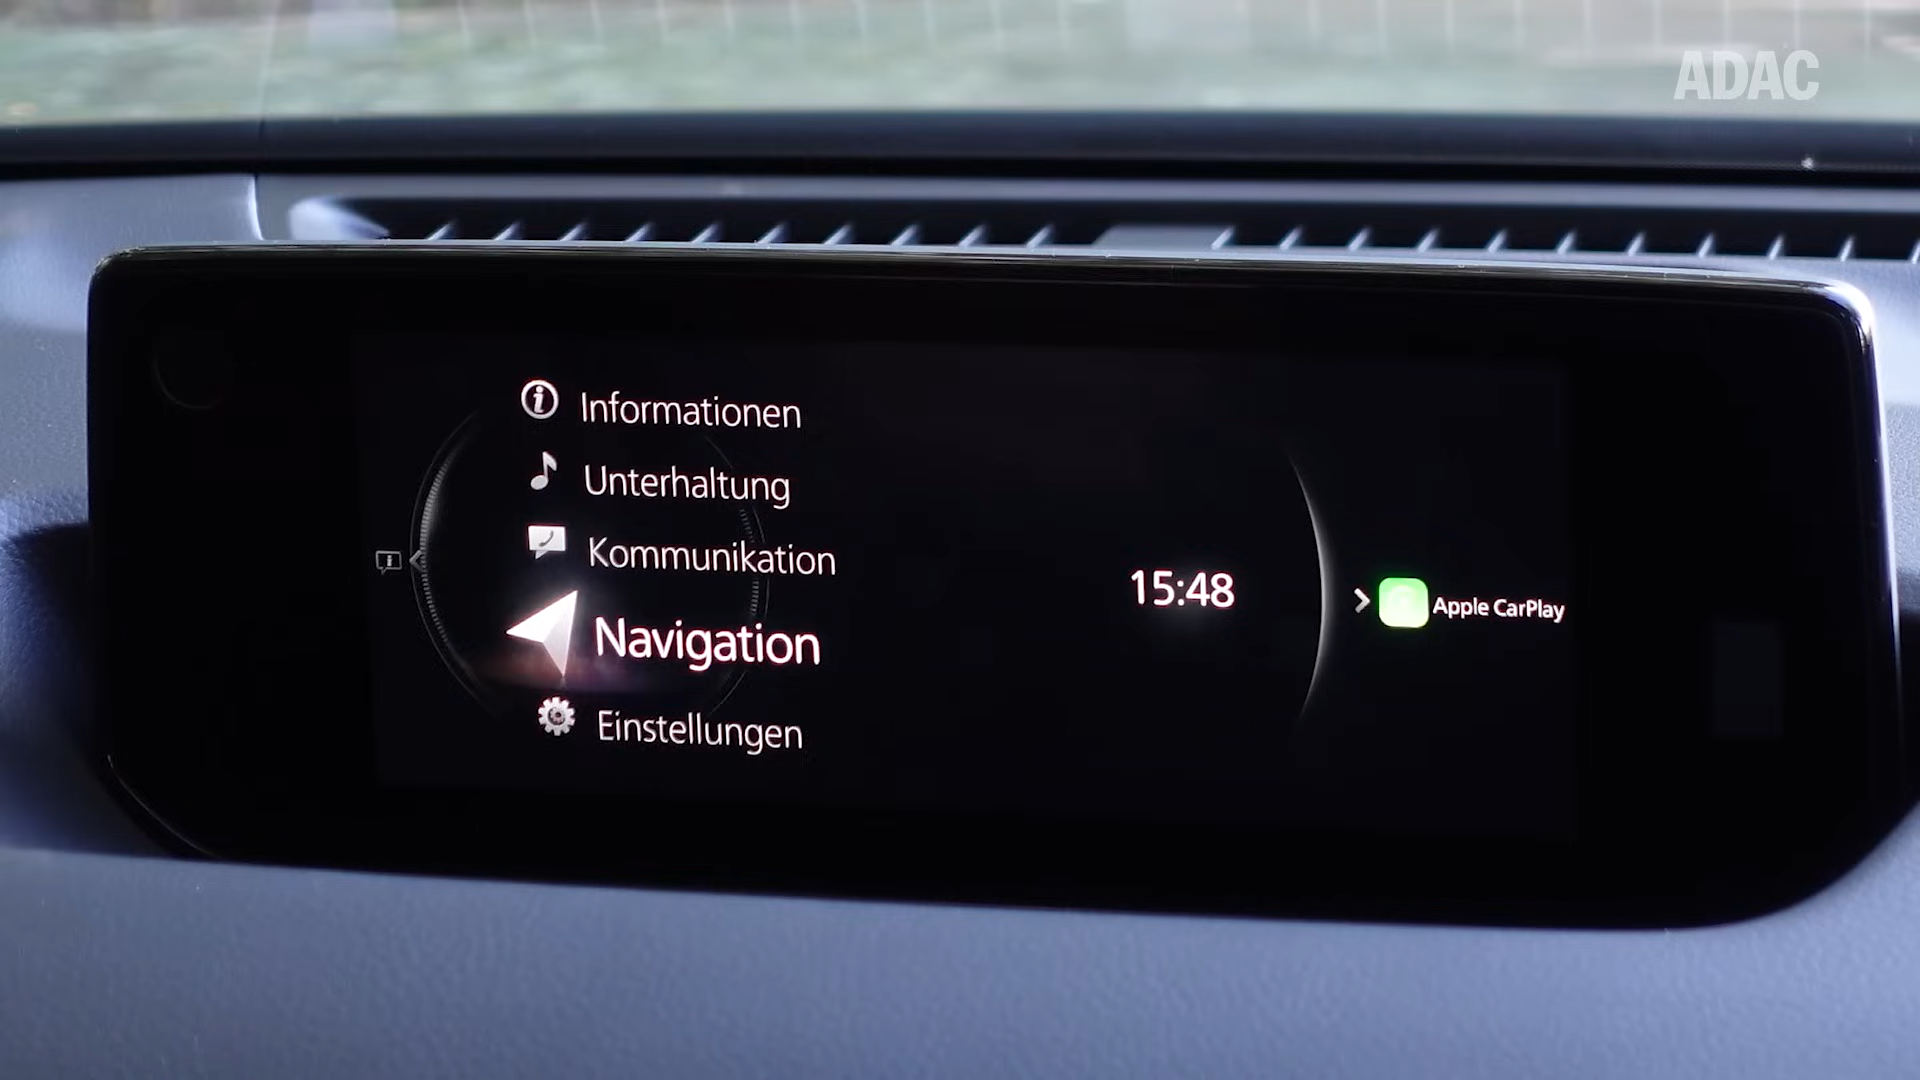 ADAC
Informationen
Unterhaltung
Kommunikation
Navigation
Einstellungen
15:48
Apple CarPlay